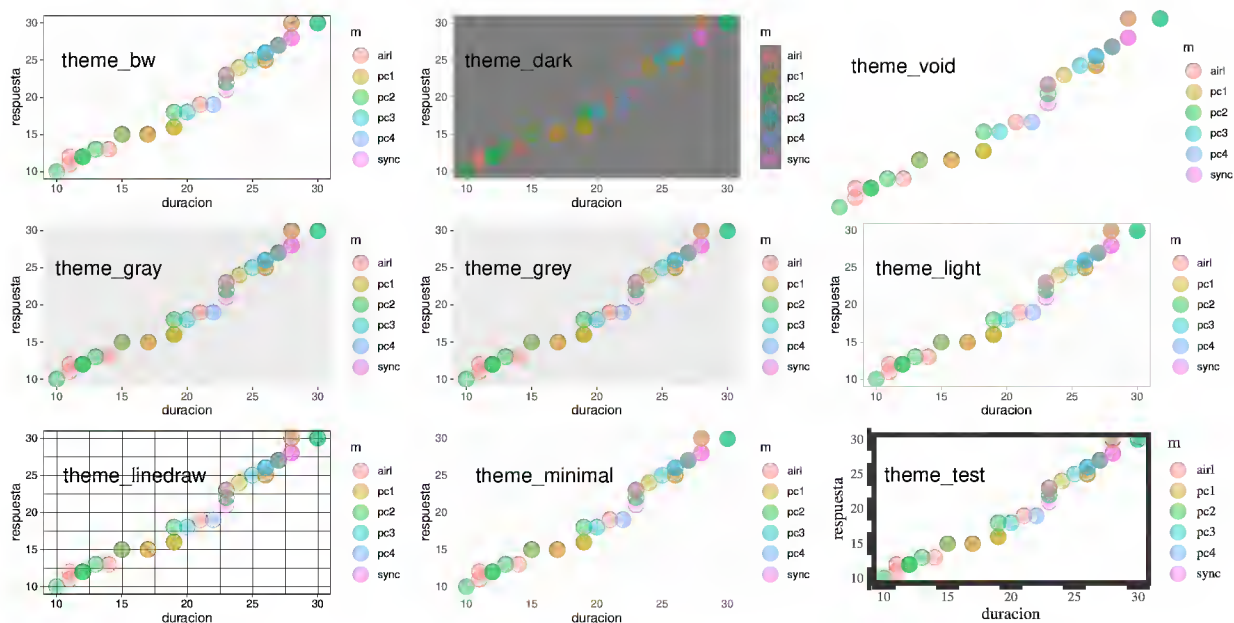 theme_bw
respuesta
30
25
20
15
10
10 15 20 25 30
duracion
m
airl
pc1
pc2
pc3
pc4
sync
theme_dark
respuesta
30
25
20
15
10
10 15 20 25 30
duracion
m
airl
pc1
pc2
pc3
pc4
sync
theme_void
m
airl
pc1
pc2
pc3
pc4
sync
theme_gray
respuesta
30
25
20
15
10
10 15 20 25 30
duracion
m
airl
pc1
pc2
pc3
pc4
sync
theme_grey
respuesta
30
25
20
15
10
10 15 20 25 30
duracion
m
airl
pc1
pc2
pc3
pc4
sync
theme_light
respuesta
30
25
20
15
10
10 15 20 25 30
duracion
m
airl
pc1
pc2
pc3
pc4
sync
theme_linedraw
respuesta
30
25
20
15
10
10 15 20 25 30
duracion
m
airl
pc1
pc2
pc3
pc4
sync
theme_minimal
respuesta
30
25
20
15
10
10 15 20 25 30
duracion
m
airl
pc1
pc2
pc3
pc4
sync
theme_test
respuesta
30
25
20
15
10
10 15 20 25 30
duracion
m
airl
pc1
pc2
pc3
pc4
sync